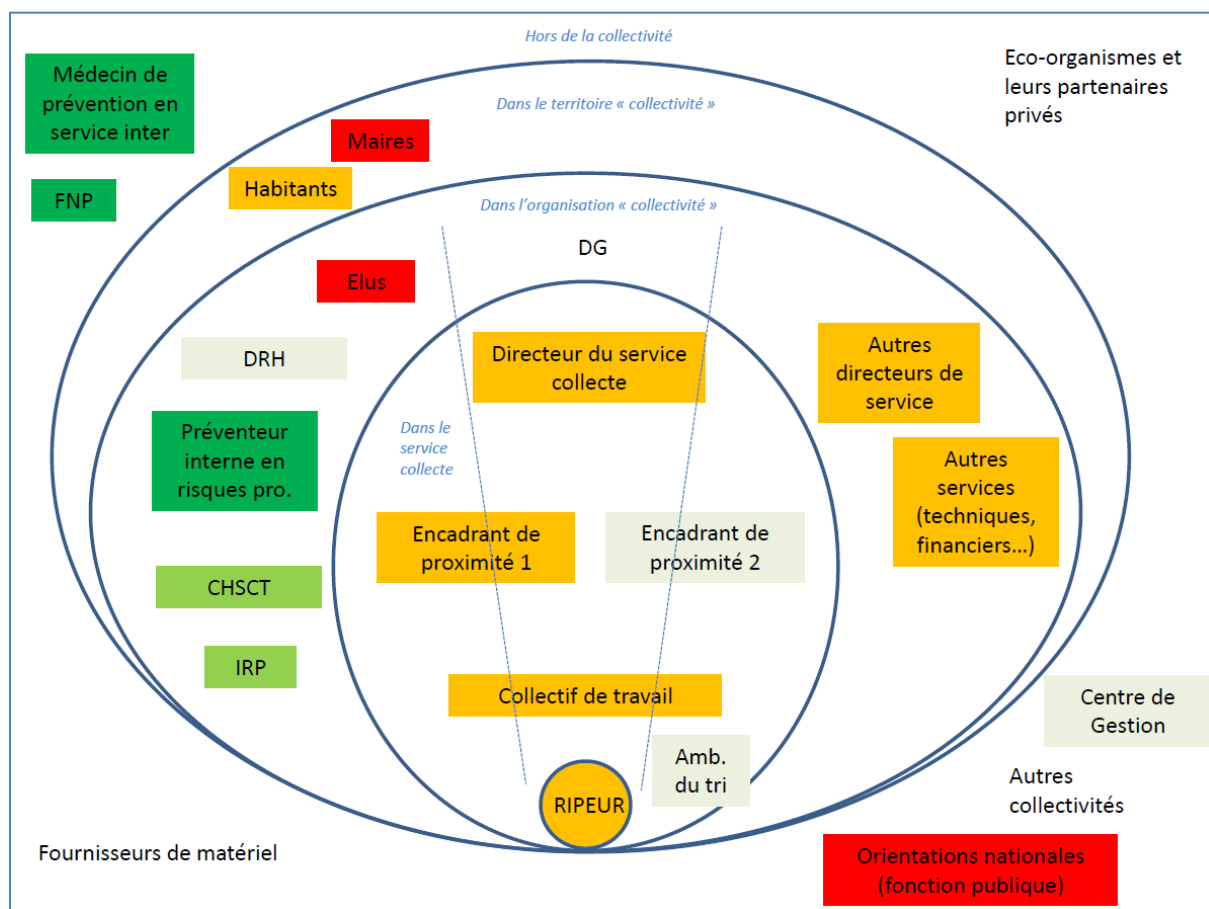 Hors de la collectivité
Médecin de
prévention en
service inter
Eco-organismes et
leurs partenaires
privés
Dans le territoire « collectivité »
Maires
Habitants
FNP
Dans l'organisation « collectivité »
DG
Elus
DRH
Directeur du service
collecte
Autres
directeurs de
service
Préventeur
interne en
risques pro.
Dans le
service
collecte
Autres
services
(techniques,
financiers...)
Encadrant de
proximité 1
Encadrant de
proximité 2
CHSCT
IRP
Collectif de travail
Centre de
Gestion
Amb.
du tri
RIPEUR
Autres
collectivités
Fournisseurs de matériel
Orientations nationales
(fonction publique)